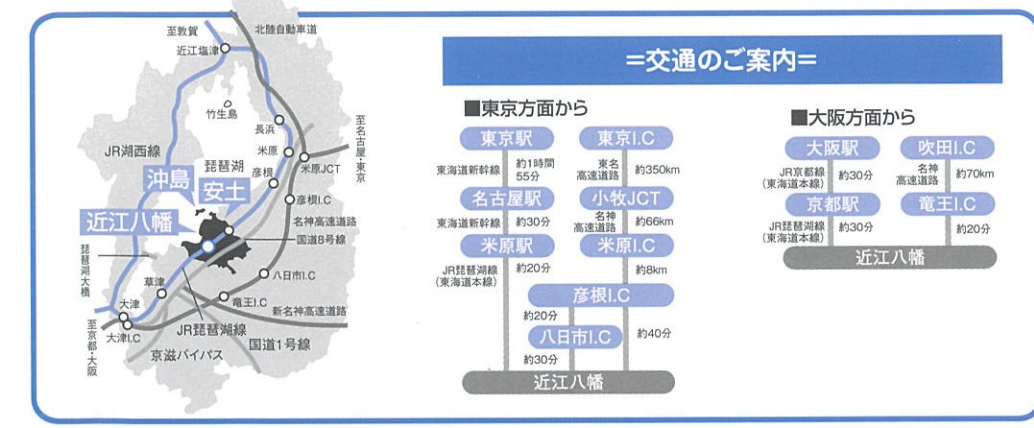 至敦賀
北陸自動車道
近江塩津
竹生島
長浜
至名古屋・東京
JR湖西線
琵琶湖
米原
沖島
安土
彦根
米原JCT
近江八幡
彦根I.C
名神高速道路
国道8号線
琵琶湖大橋
草津
八日市I.C
大津
竜王I.C
新名神高速道路
大津I.C
JR琵琶湖線
至京都・大阪
京滋バイパス
国道1号線
=交通のご案内=
■東京方面から
東京駅
東海道新幹線
約1時間
55分
名古屋駅
東海道新幹線
約30分
米原駅
JR琵琶湖線
(東海道本線)
約20分
東京I.C
東名
高速道路
約350km
小牧JCT
名神
高速道路
約66km
米原I.C
約8km
彦根I.C
約20分
八日市I.C
約40分
約30分
近江八幡
■大阪方面から
大阪駅
JR京都線
(東海道本線)
約30分
京都駅
JR琵琶湖線
(東海道本線)
約30分
吹田I.C
名神
高速道路
約70km
竜王I.C
約20分
近江八幡